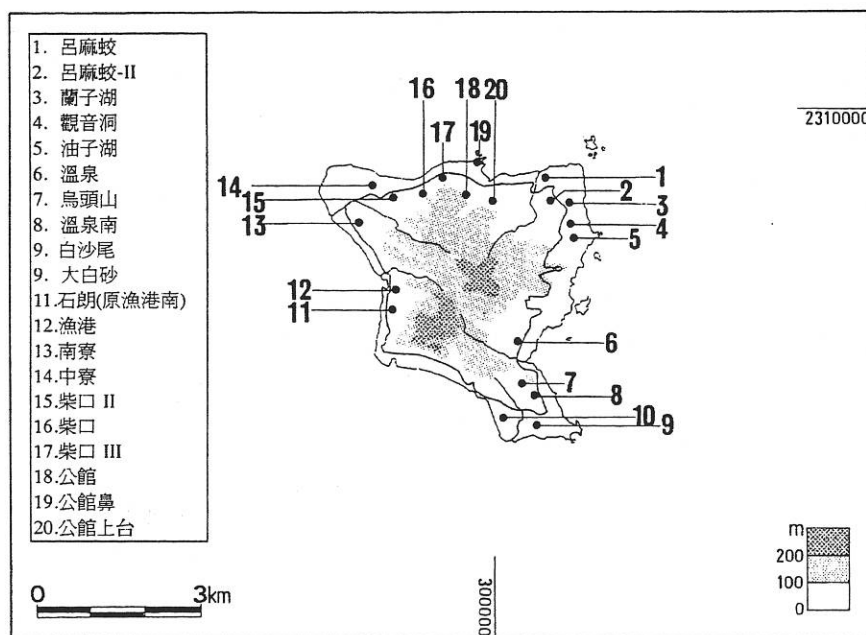 1. 呂麻蛟
2. 呂麻蛟-II
3. 蘭子湖
4. 觀音洞
5. 油子湖
6. 溫泉
7. 烏頭山
8. 溫泉南
9. 白沙尾
9. 大白砂
11.石朗(原漁港南)
12.漁港
13.南寮
14.中寮
15.柴口 II
16.柴口
17.柴口 III
18.公館
19.公館鼻
20.公館上台
16 18 20
17 19
2310000
14
15
13
1
2
3
4
5
12
11
6
7
8
10
9
m
200
100
0
0 3km
300000